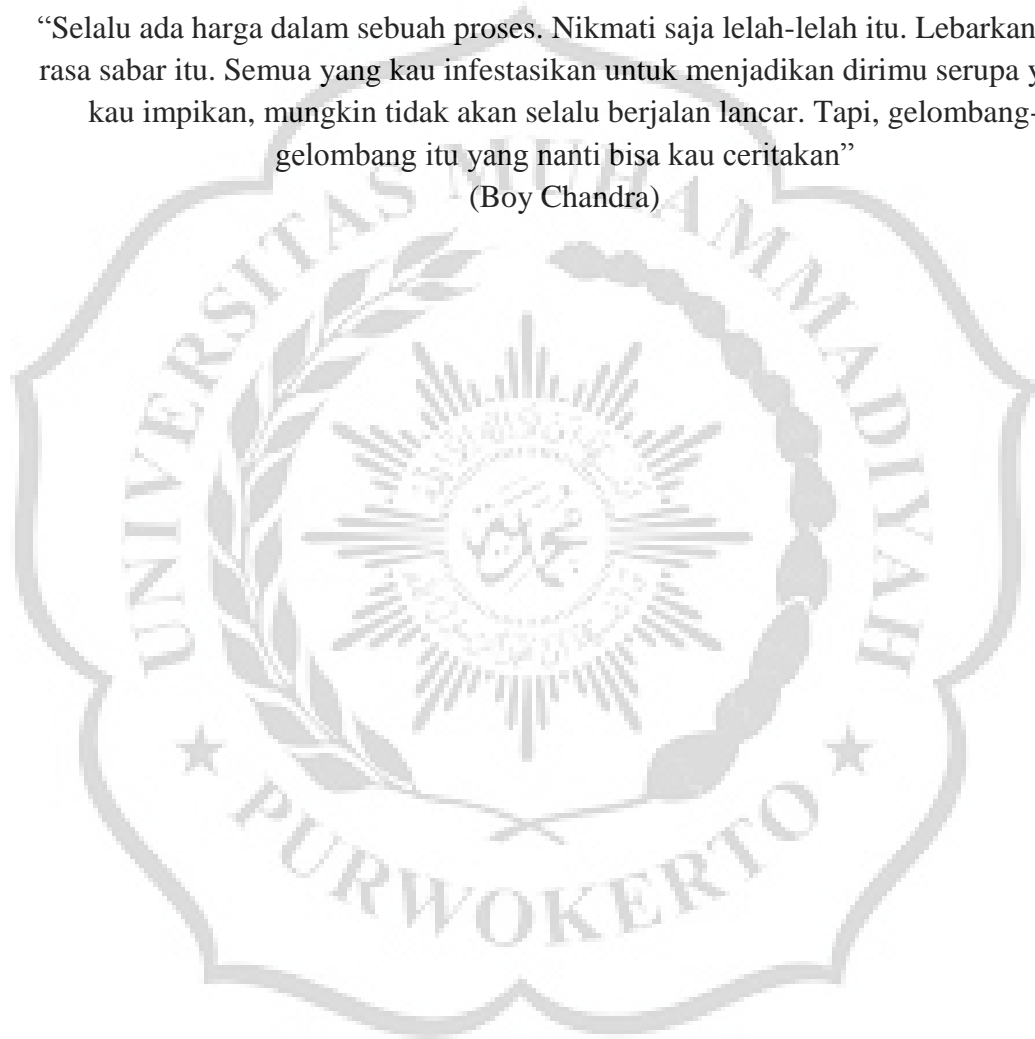 “Selalu ada harga dalam sebuah proses. Nikmati saja lelah-lelah itu. Lebarkan
rasa sabar itu. Semua yang kau infestasikan untuk menjadikan dirimu serupa y
kau impikan, mungkin tidak akan selalu berjalan lancar. Tapi, gelombang-
gelombang itu yang nanti bisa kau ceritakan”
(Boy Chandra)
UNIVERSITAS MUHAMMADIYAH
PURWOKERTO